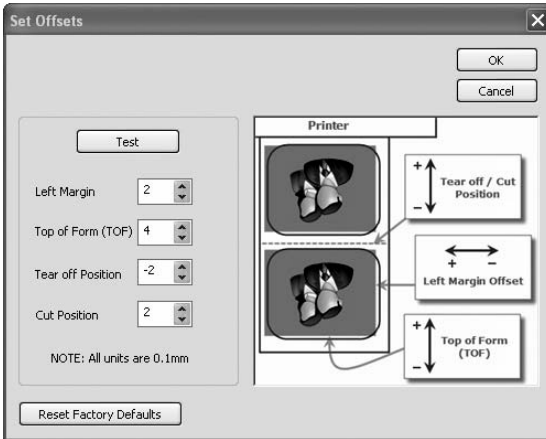 Set Offsets
OK
Cancel
Test
Left Margin 2
Top of Form (TOF) 4
Tear off Position -2
Cut Position 2
NOTE: All units are 0.1mm
Reset Factory Defaults
Printer
+
Tear off / Cut
-
Position
+ -
Left Margin Offset
+
Top of Form
-
(TOF)